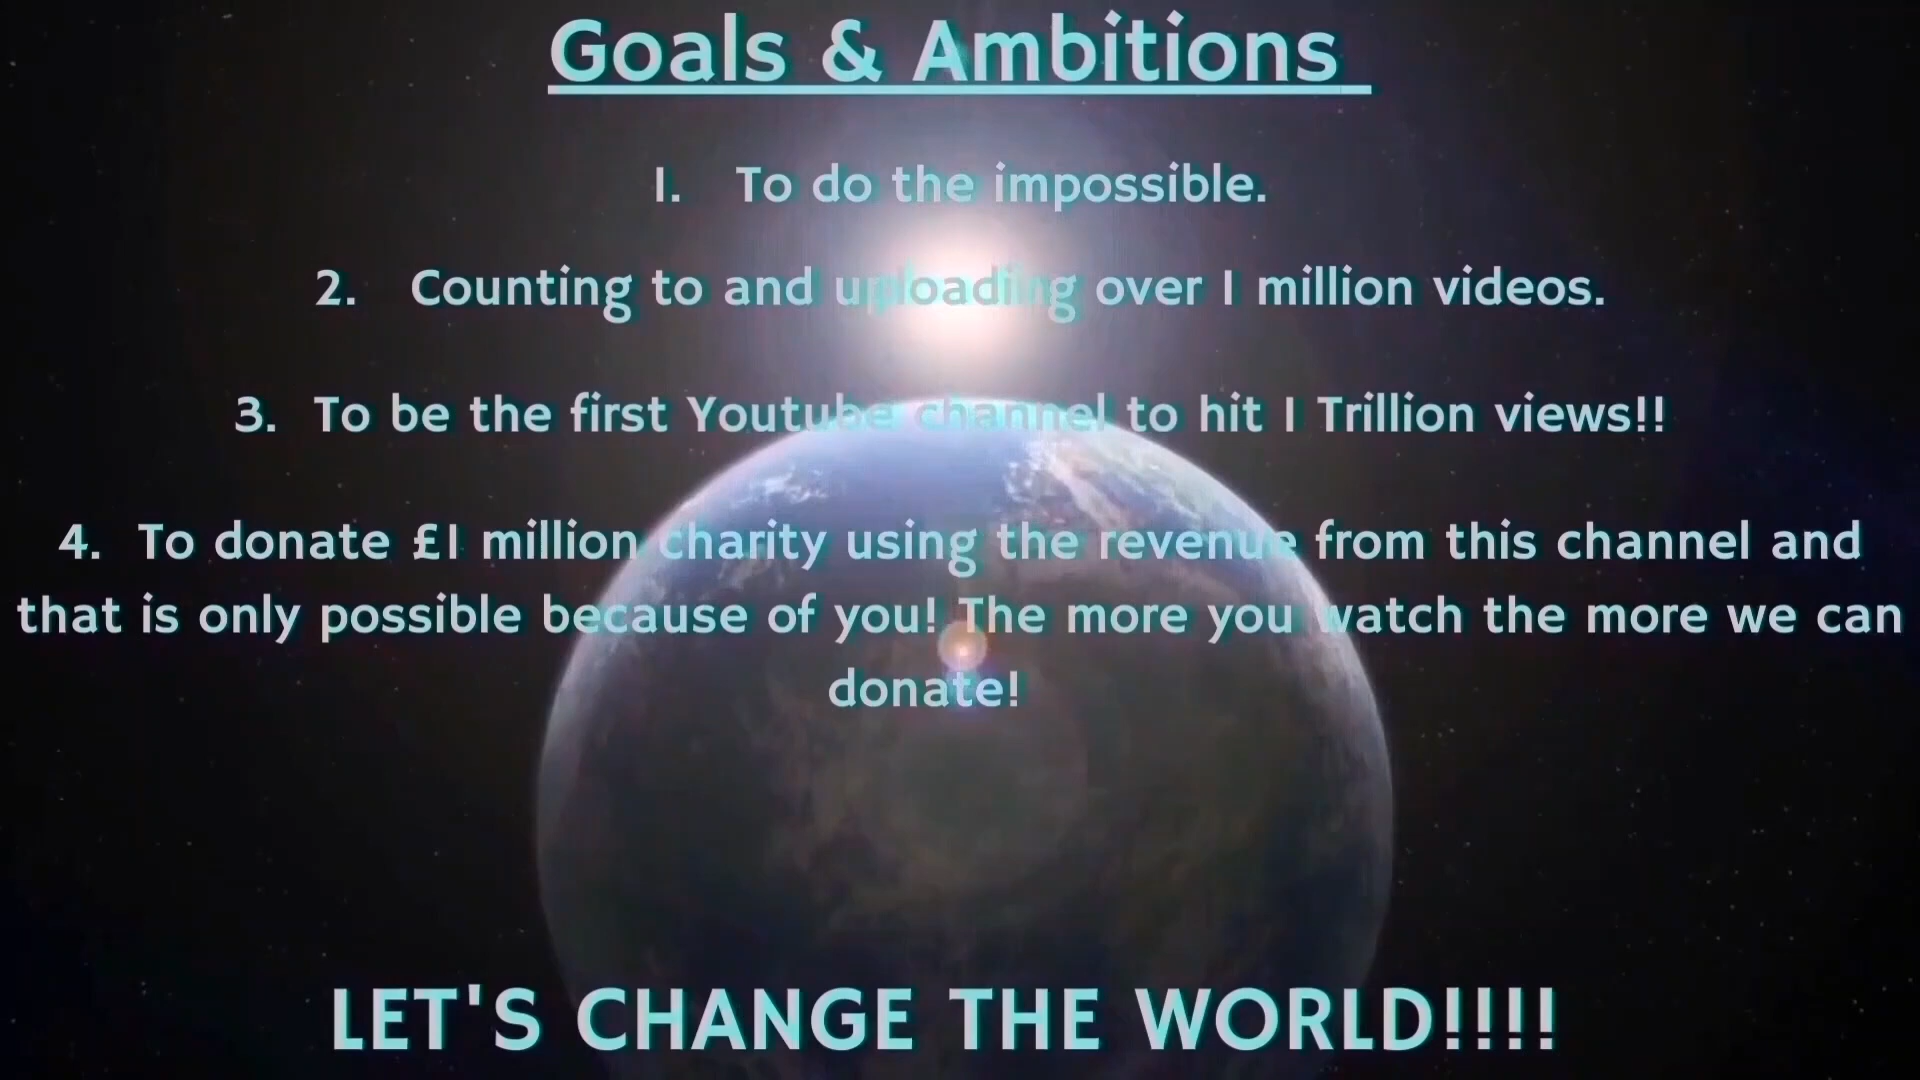 Goals & Ambitions
1. To do the impossible.
2. Counting to and uploading over 1 million videos.
3. To be the first Youtube channel to hit 1 Trillion views!!
4. To donate £1 million charity using the revenue from this channel and
that is only possible because of you! The more you watch the more we can
donate!
LET'S CHANGE THE WORLD!!!!